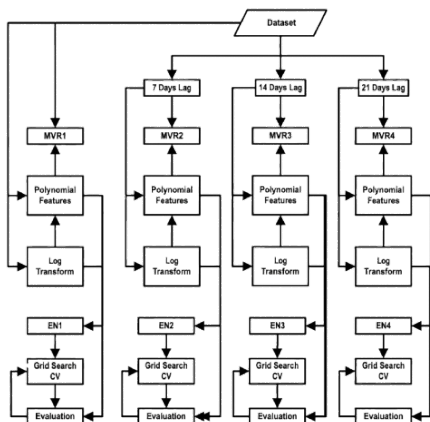 Dataset
7 Days Lag
14 Days Lag
21 Days Lag
MVR1
MVR2
MVR3
MVR4
Polynomial
Features
Polynomial
Features
Polynomial
Features
Polynomial
Features
Log
Transform
Log
Transform
Log
Transform
Log
Transform
EN1
EN2
EN3
EN4
Grid Search
CV
Grid Search
CV
Grid Search
CV
Grid Search
CV
Evaluation
Evaluation
Evaluation
Evaluation